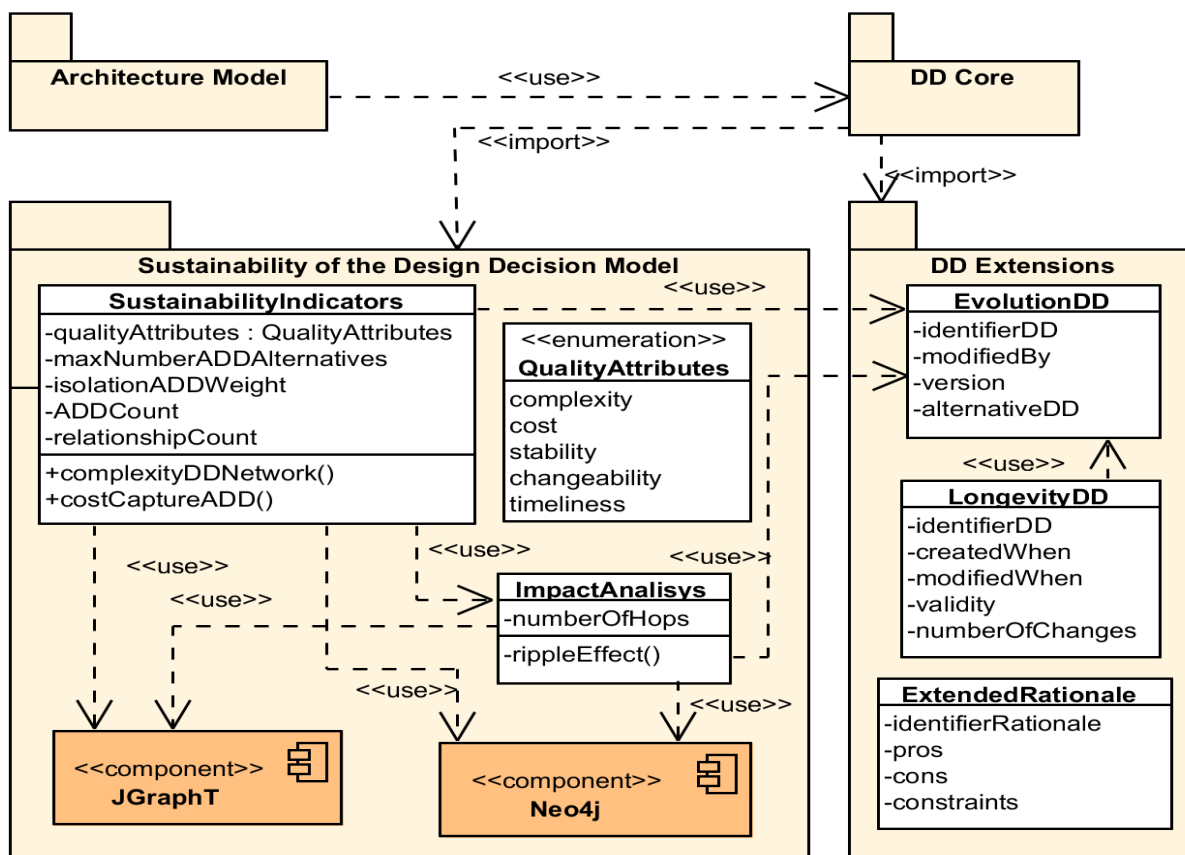 Architecture Model
<<use>>
DD Core
<<import>>
<<import>>
Sustainability of the Design Decision Model
SustainabilityIndicators
-qualityAttributes : QualityAttributes
-maxNumberADDAlternatives
-isolationADDWeight
-ADDCount
-relationshipCount
+complexityDDNetwork()
+costCaptureADD()
<<use>>
<<enumeration>>
QualityAttributes
complexity
cost
stability
changeability
timeliness
DD Extensions
EvolutionDD
-identifierDD
-modifiedBy
-version
-alternativeDD
<<use>>
LongevityDD
-identifierDD
-createdWhen
-modifiedWhen
-validity
-numberOfChanges
<<use>>
<<use>>
<<use>>
<<use>>
ImpactAnalisys
-numberOfHops
-rippleEffect()
<<use>>
<<use>>
ExtendedRationale
-identifierRationale
-pros
-cons
-constraints
<<component>>
JGraphT
<<component>>
Neo4j